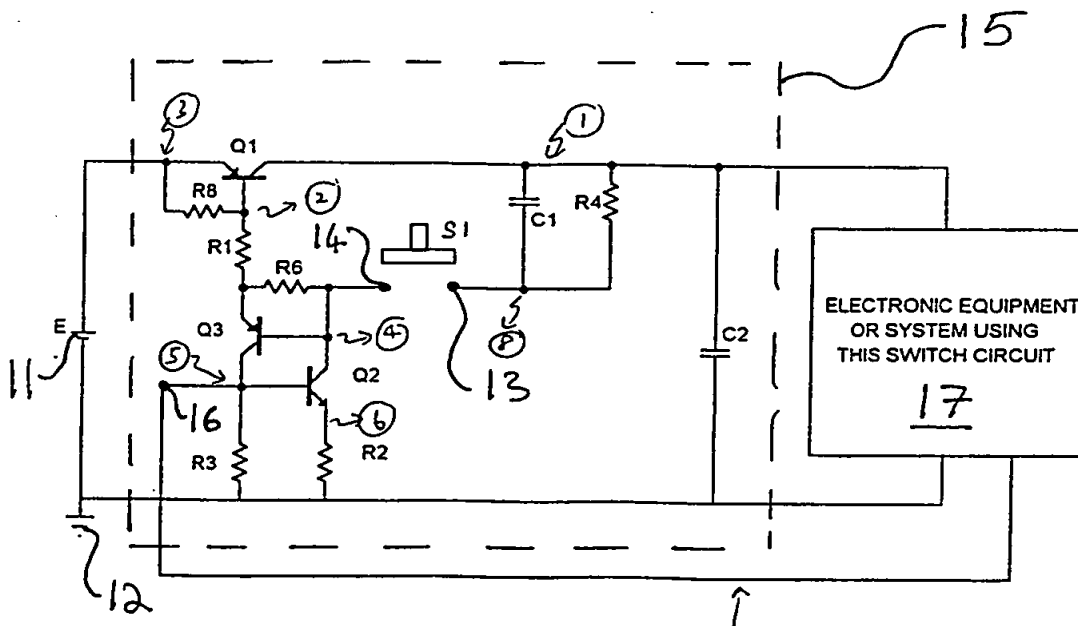 15
3
Q1
1
R8
2
S1
C1
R4
R1
14
R6
E
Q3
4
8
C2
ELECTRONIC EQUIPMENT
OR SYSTEM USING
THIS SWITCH CIRCUIT
17
11
5
Q2
13
16
6
R3
R2
12